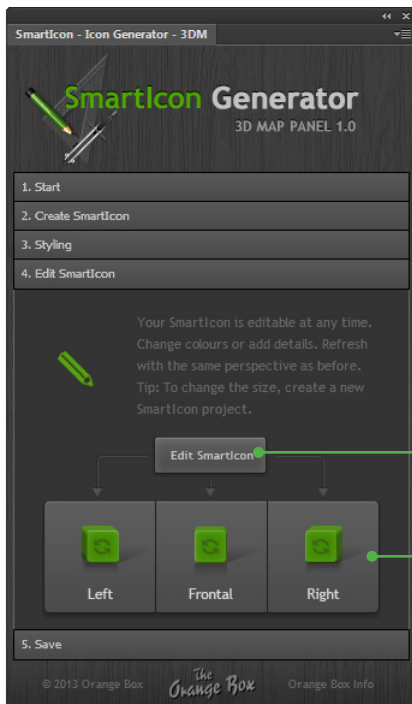 SmartIcon - Icon Generator - 3DM
SmartIcon Generator
3D MAP PANEL 1.0
1. Start
2. Create SmartIcon
3. Styling
4. Edit SmartIcon
Your SmartIcon is editable at any time.
Change colours or add details. Refresh
with the same perspective as before.
Tip: To change the size, create a new
SmartIcon project.
Edit SmartIcon
Left Frontal Right
5. Save
© 2013 Orange Box The Orange Box Orange Box Info